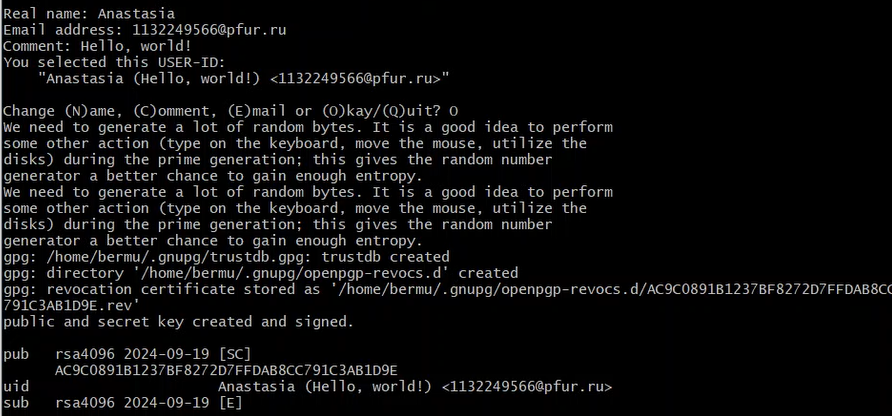 Real name: Anastasia
Email address: 1132249566@pfur.ru
Comment: Hello, world!
You selected this USER-ID:
    "Anastasia (Hello, world!) <1132249566@pfur.ru>"

Change (N)ame, (C)omment, (E)mail or (O)kay/(Q)uit? O
We need to generate a lot of random bytes. It is a good idea to perform
some other action (type on the keyboard, move the mouse, utilize the
disks) during the prime generation; this gives the random number
generator a better chance to gain enough entropy.
We need to generate a lot of random bytes. It is a good idea to perform
some other action (type on the keyboard, move the mouse, utilize the
disks) during the prime generation; this gives the random number
generator a better chance to gain enough entropy.
gpg: /home/bermu/.gnupg/trustdb.gpg: trustdb created
gpg: directory '/home/bermu/.gnupg/openpgp-revocs.d' created
gpg: revocation certificate stored as '/home/bermu/.gnupg/openpgp-revocs.d/AC9C0891B1237BF8272D7FFDAB8CC
791C3AB1D9E.rev'
public and secret key created and signed.

pub   rsa4096 2024-09-19 [SC]
      AC9C0891B1237BF8272D7FFDAB8CC791C3AB1D9E
uid                      Anastasia (Hello, world!) <1132249566@pfur.ru>
sub   rsa4096 2024-09-19 [E]